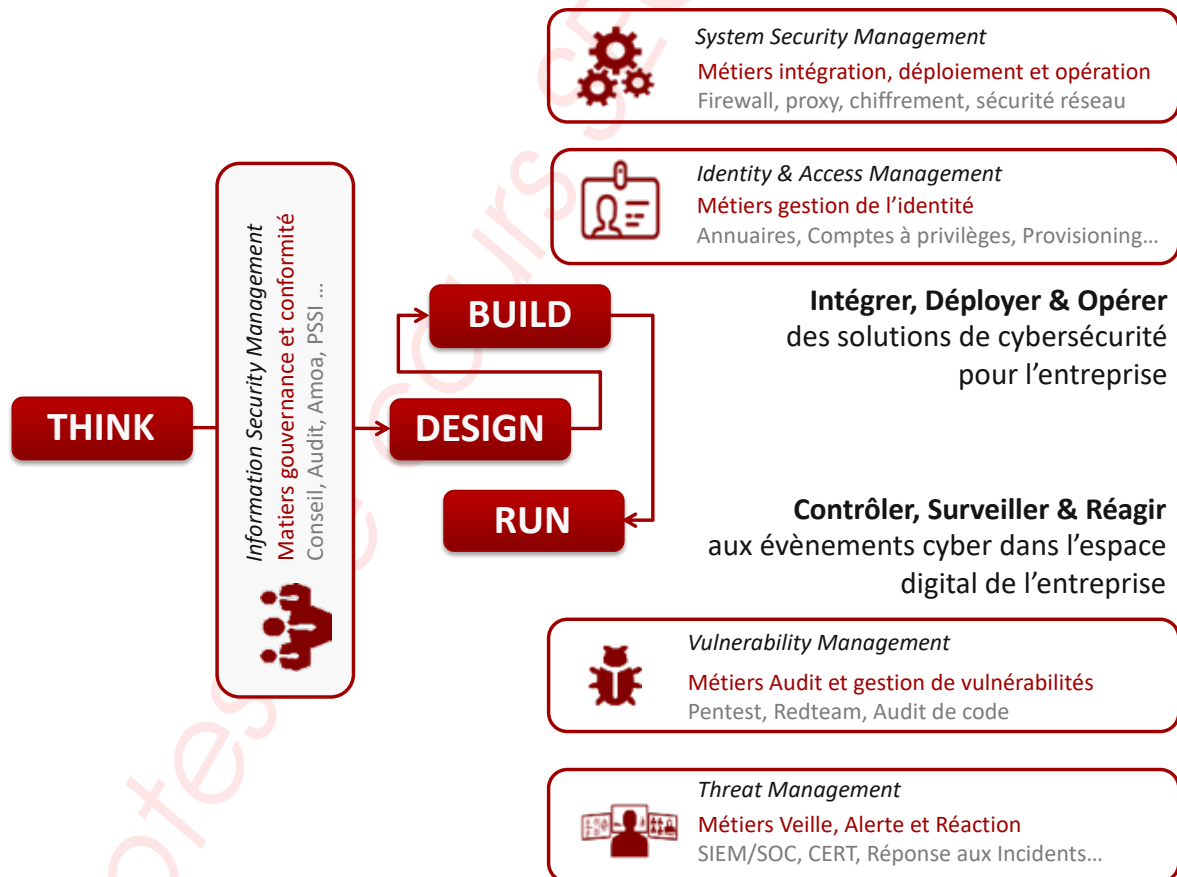 System Security Management
Métiers intégration, déploiement et opération
Firewall, proxy, chiffrement, sécurité réseau
Identity & Access Management
Métiers gestion de l’identité
Annuaires, Comptes à privilèges, Provisioning…
Information Security Management
Matiers gouvernance et conformité
Conseil, Audit, Amoa, PSSI ...
THINK
BUILD
DESIGN
RUN
Intégrer, Déployer & Opérer
des solutions de cybersécurité
pour l’entreprise
Contrôler, Surveiller & Réagir
aux évènements cyber dans l’espace
digital de l’entreprise
Vulnerability Management
Métiers Audit et gestion de vulnérabilités
Pentest, Redteam, Audit de code
Threat Management
Métiers Veille, Alerte et Réaction
SIEM/SOC, CERT, Réponse aux Incidents…